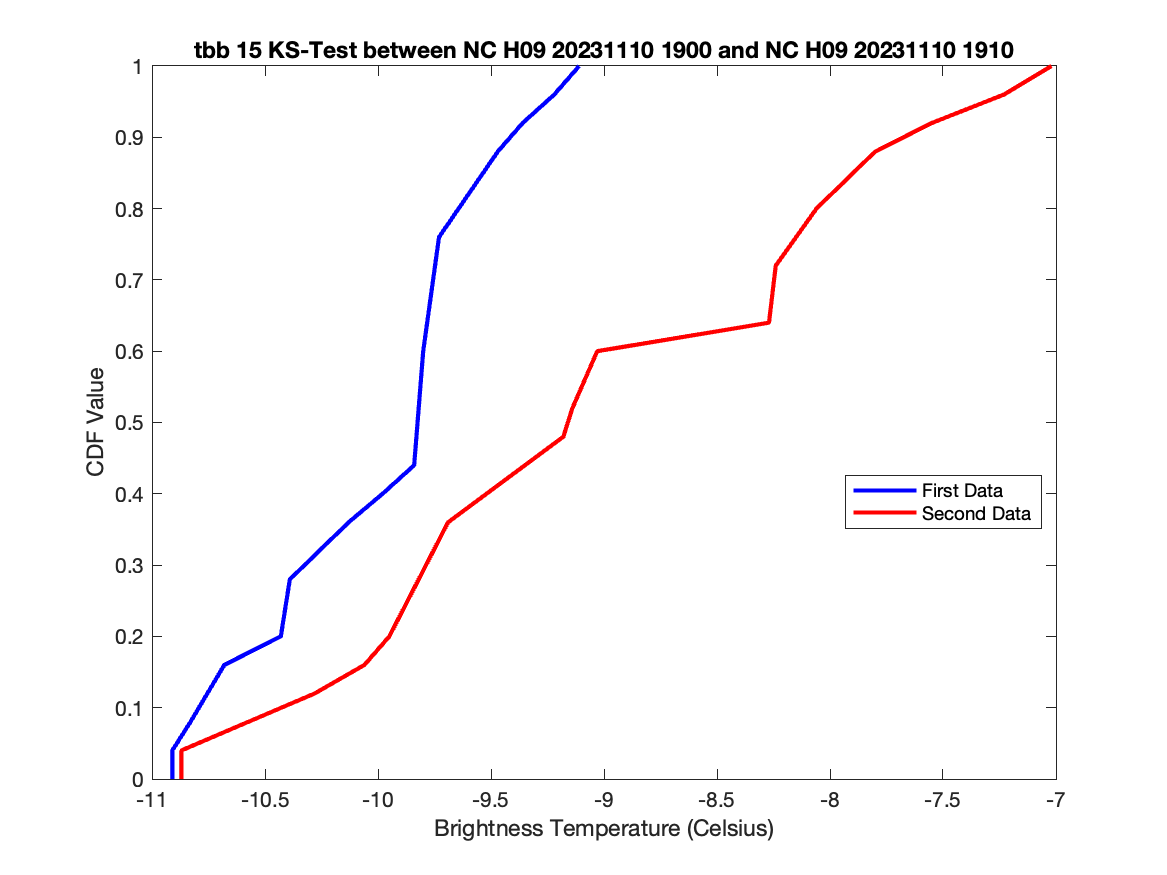 tbb 15 KS-Test between NC H09 20231110 1900 and NC H09 20231110 1910
1
0.9
0.8
0.7
0.6
0.5
0.4
0.3
0.2
0.1
0
CDF Value
First Data
Second Data
-11 -10.5 -10 -9.5 -9 -8.5 -8 -7.5 -7
Brightness Temperature (Celsius)